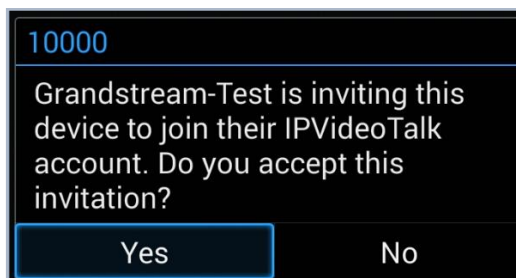 10000
Grandstream-Test is inviting this
device to join their IPVideoTalk
account. Do you accept this
invitation?
Yes No